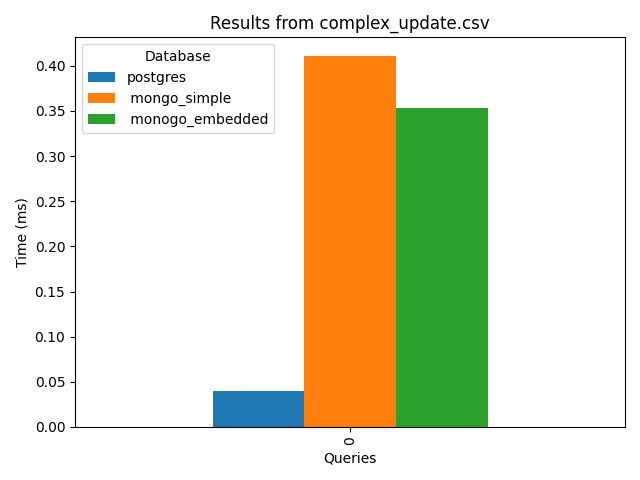 Results from complex_update.csv
Database
postgres
mongo_simple
monogo_embedded
0.40
0.35
0.30
0.25
0.20
0.15
0.10
0.05
0.00
Time (ms)
0
Queries